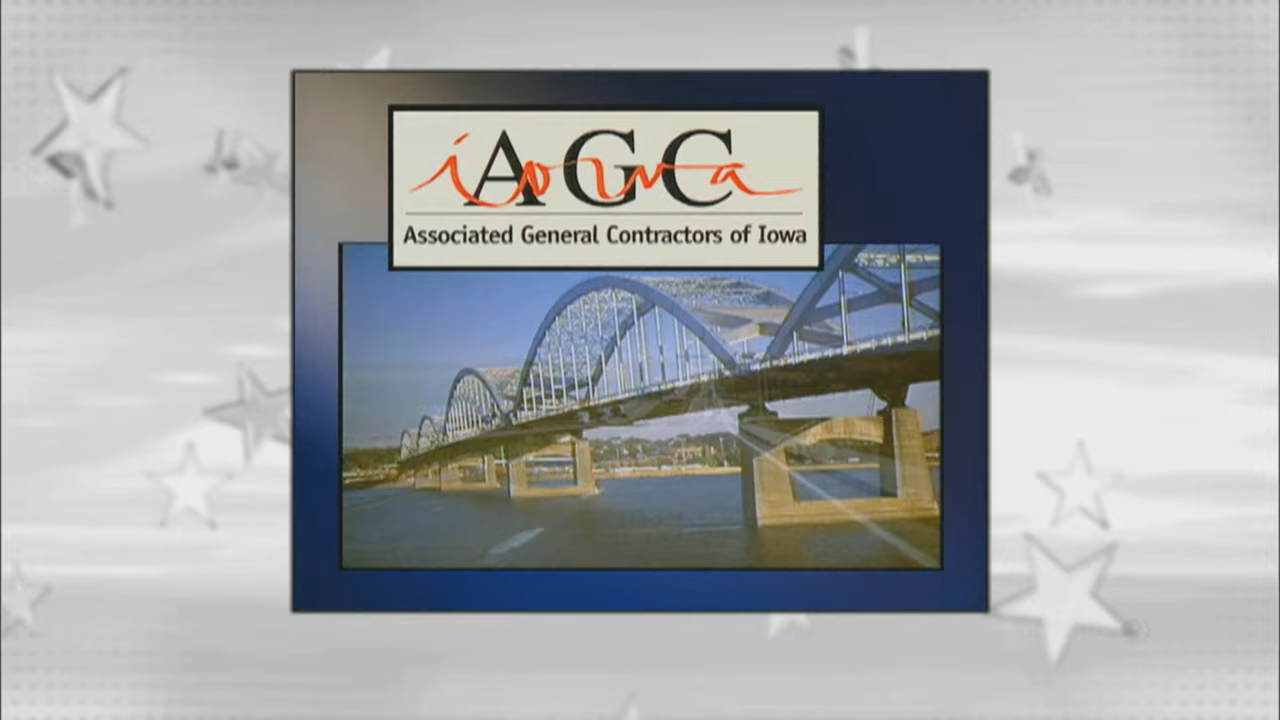 AGC
iowa
Associated General Contractors of Iowa